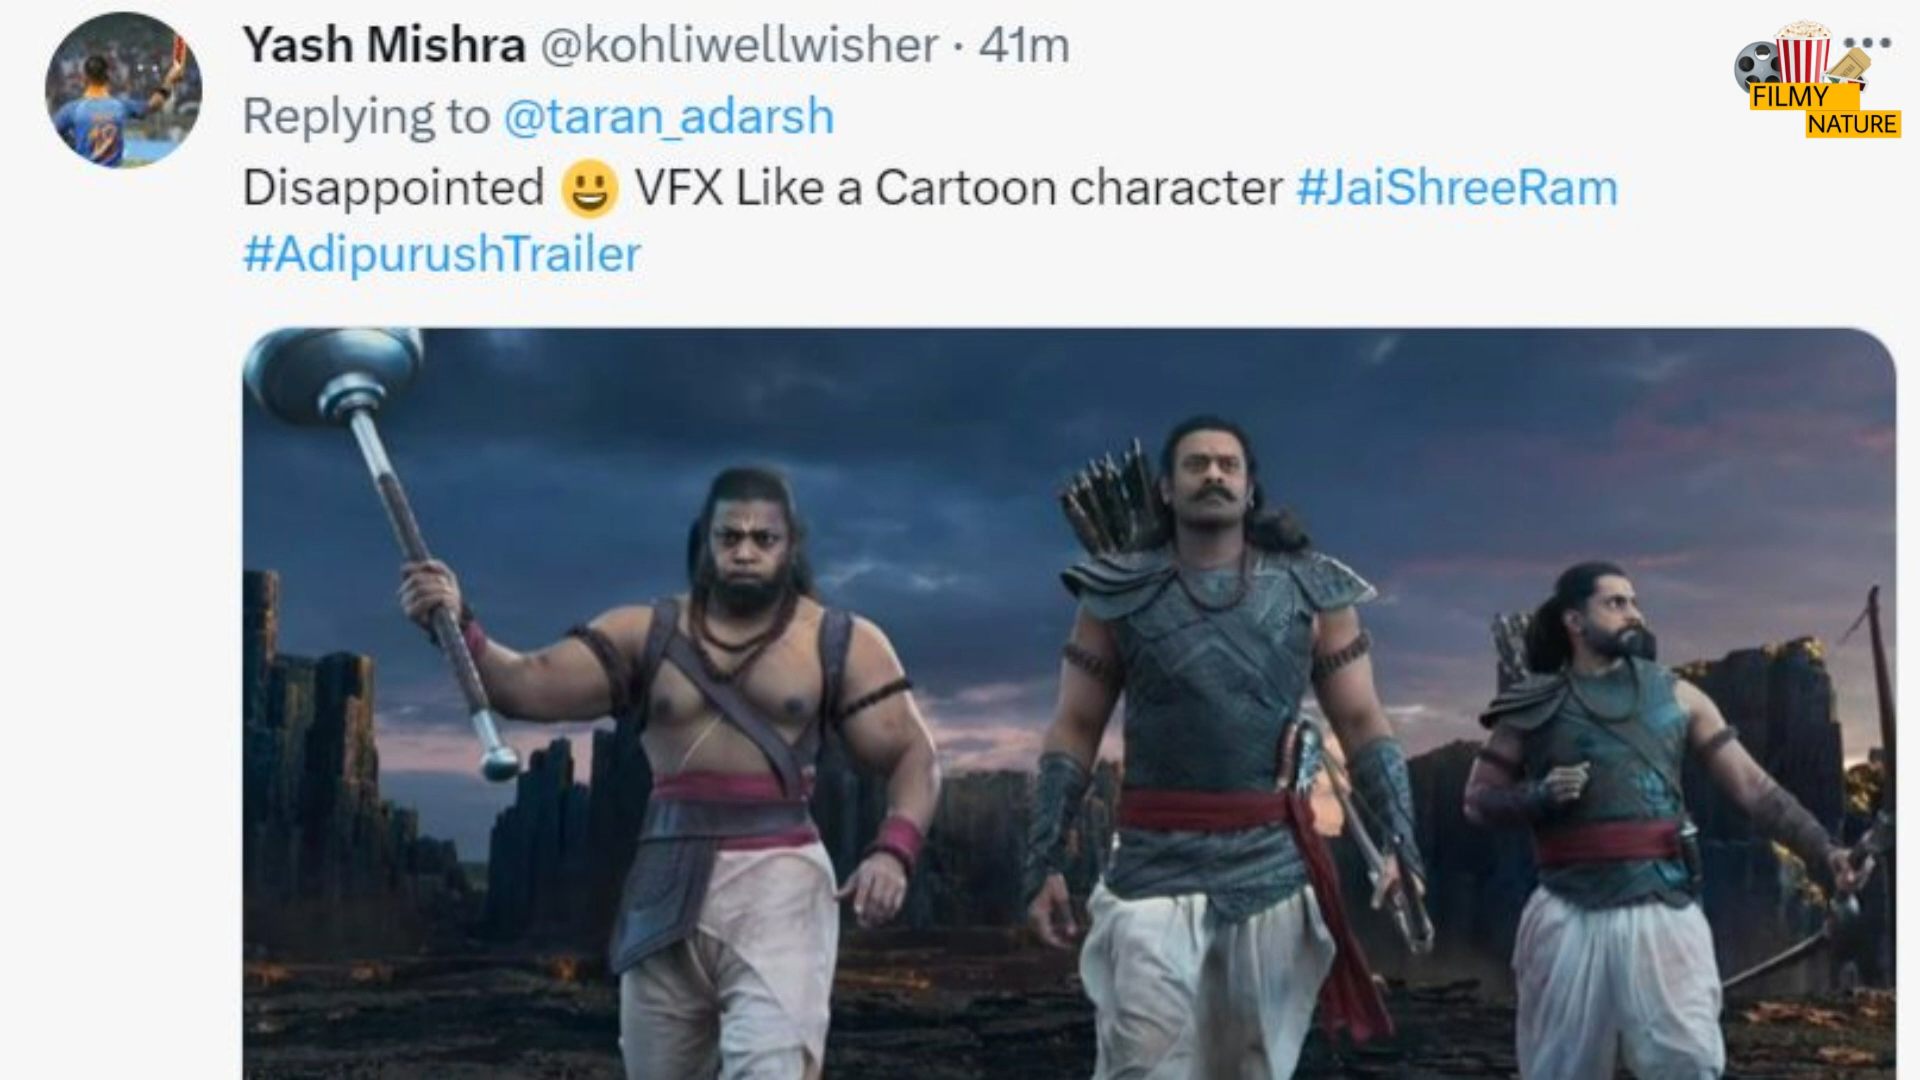 Yash Mishra @kohliwellwisher · 41m
Replying to @taran_adarsh
Disappointed 😃 VFX Like a Cartoon character #JaiShreeRam
#AdipurushTrailer
FILMY
NATURE